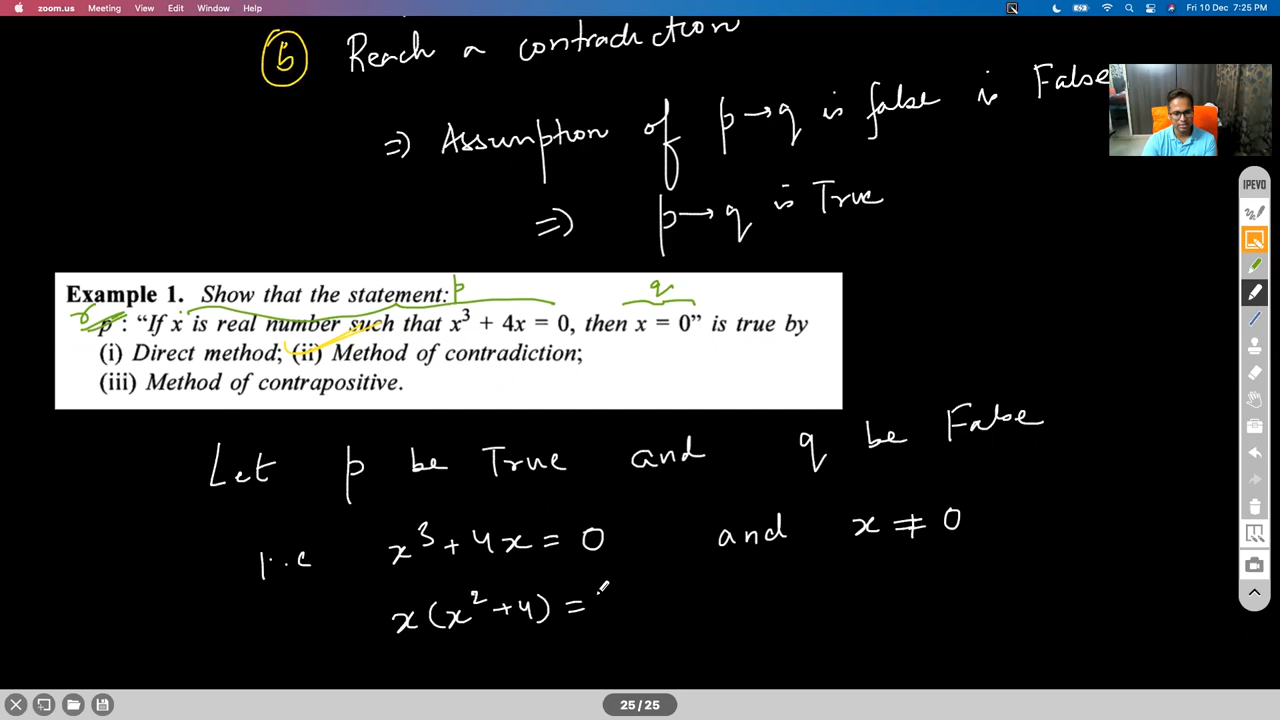 zoom.us Meeting View Edit Window Help Fri 10 Dec 7:25 PM
b Reach a contradiction
⇒ Assumption of p→q is false is False
⇒ p→q is True
IPEVO
p q
Example 1. Show that the statement:
r p : “If x is real number such that x³ + 4x = 0, then x = 0” is true by
(i) Direct method; (ii) Method of contradiction;
(iii) Method of contrapositive.
Let p be True and q be False
i.e x³ + 4x = 0 and x ≠ 0
x(x² + 4) =
25 / 25